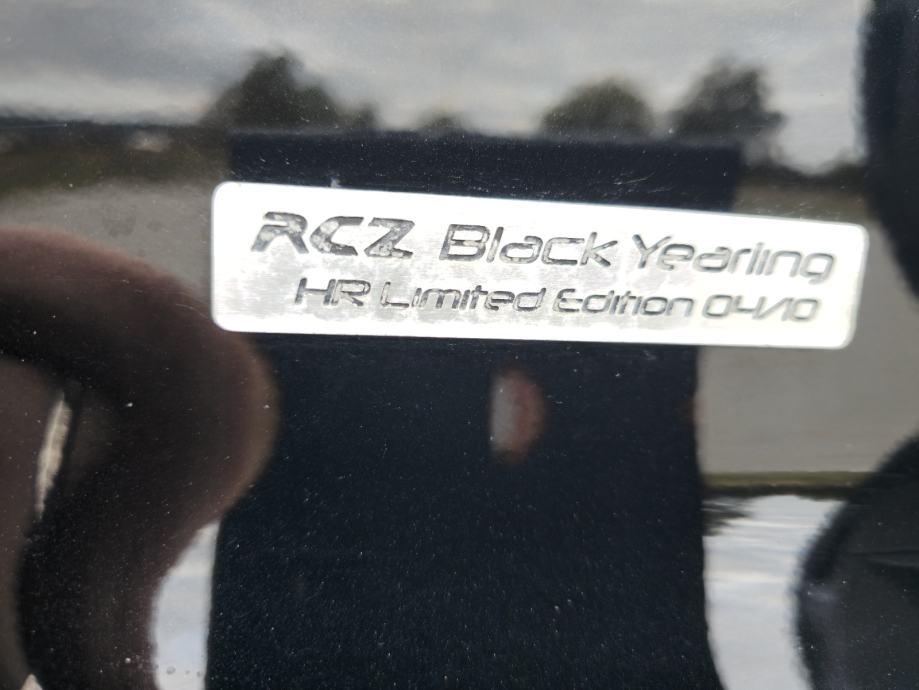 RCZ Black Yearling
HR Limited Edition 04/10